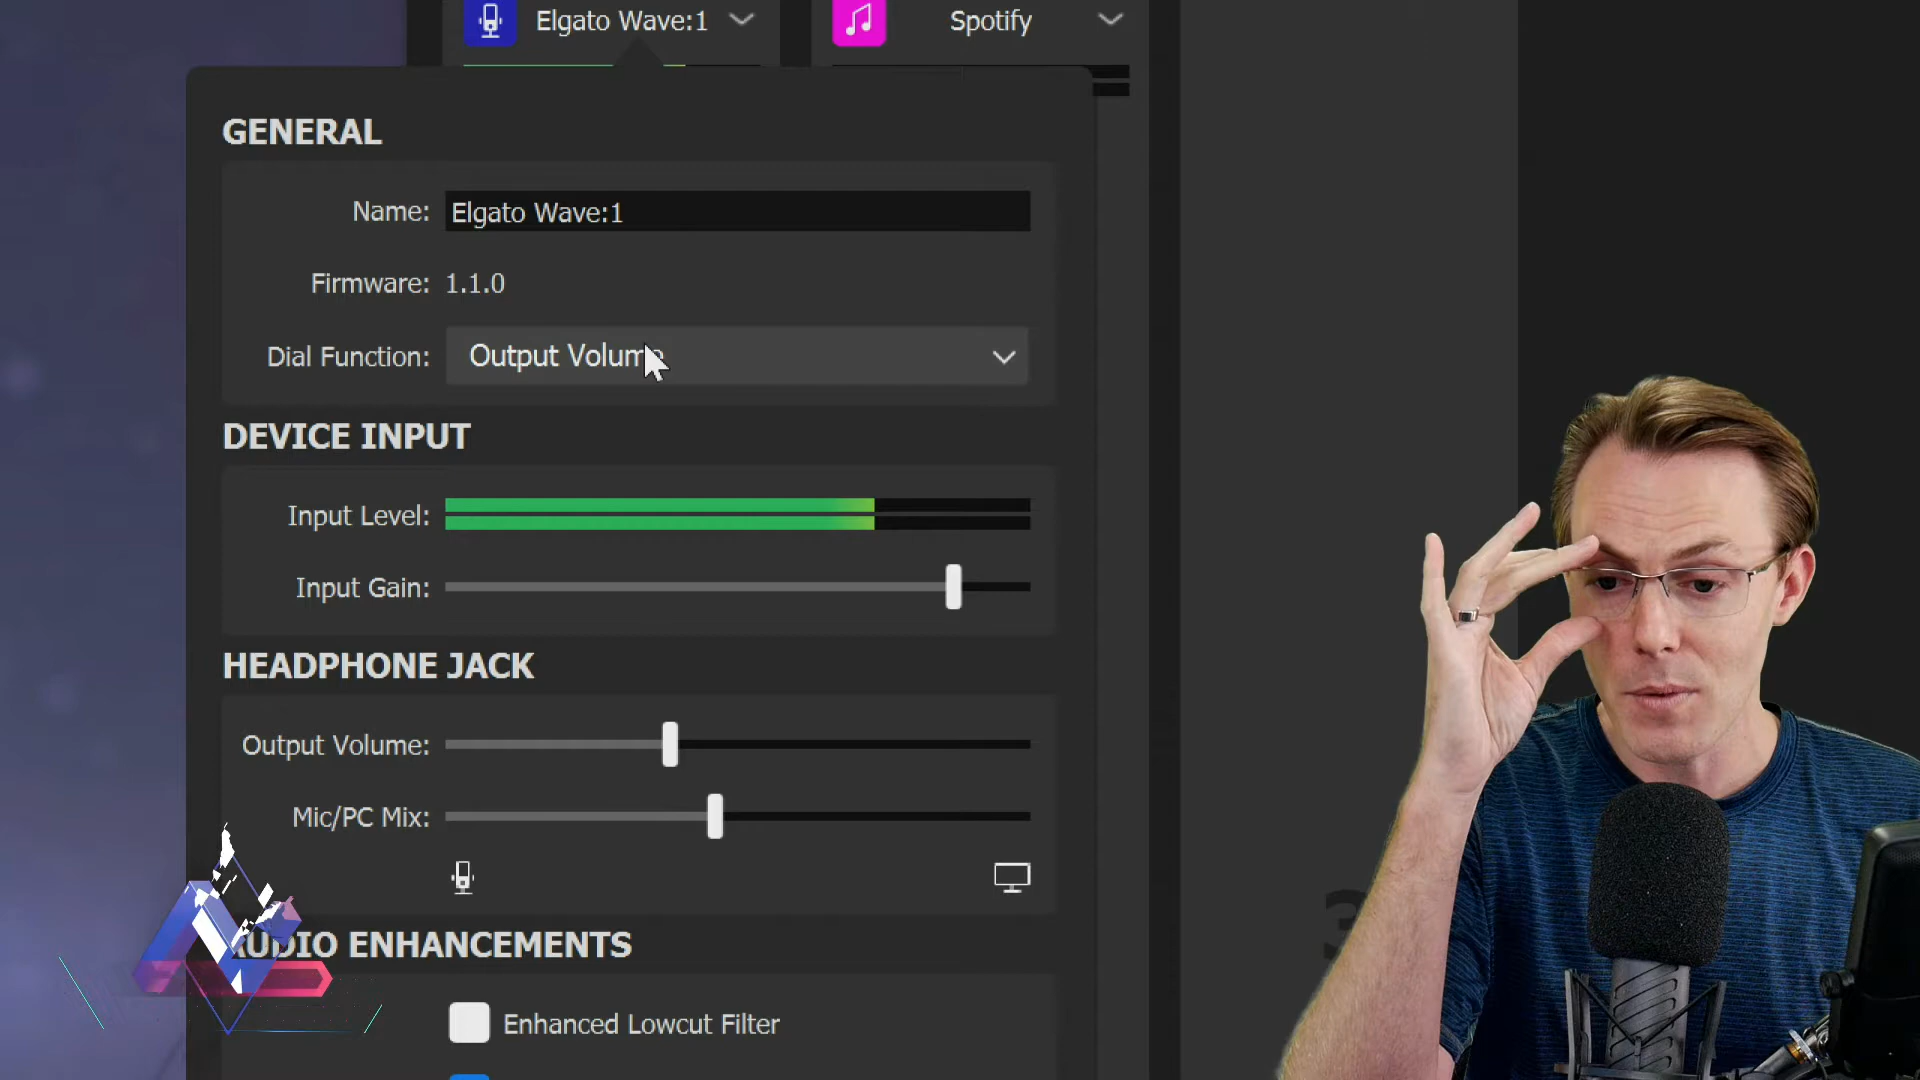 Elgato Wave:1
Spotify
GENERAL
Name: Elgato Wave:1
Firmware: 1.1.0
Dial Function: Output Volume
DEVICE INPUT
Input Level:
Input Gain:
HEADPHONE JACK
Output Volume:
Mic/PC Mix:
AUDIO ENHANCEMENTS
Enhanced Lowcut Filter